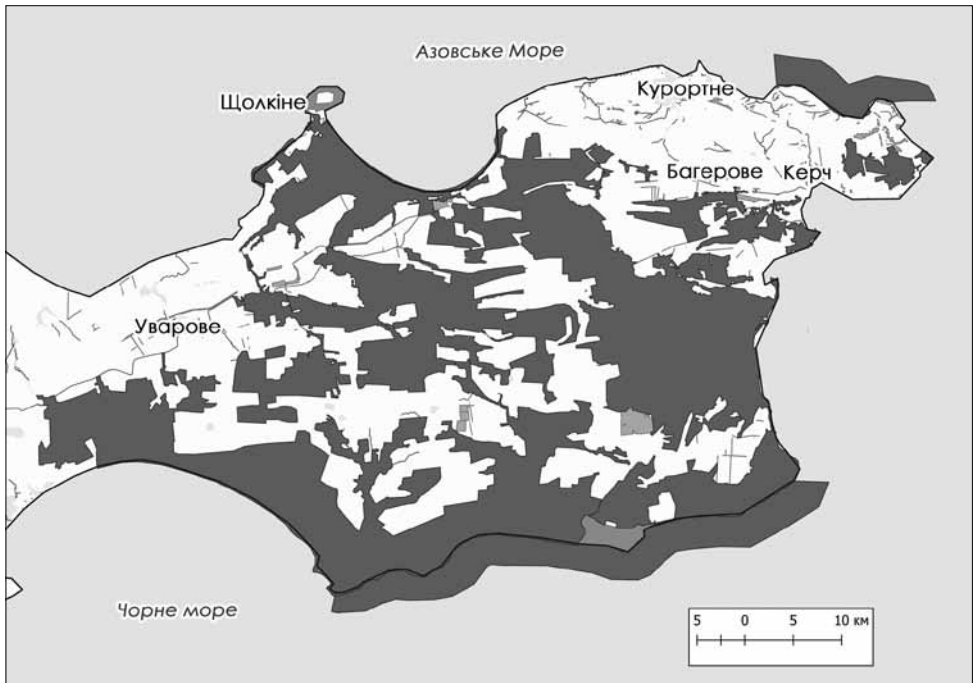 Азовське Море
Щолкіне
Курортне
Багерове
Керч
Уварове
Чорне море
5 0 5 10 км